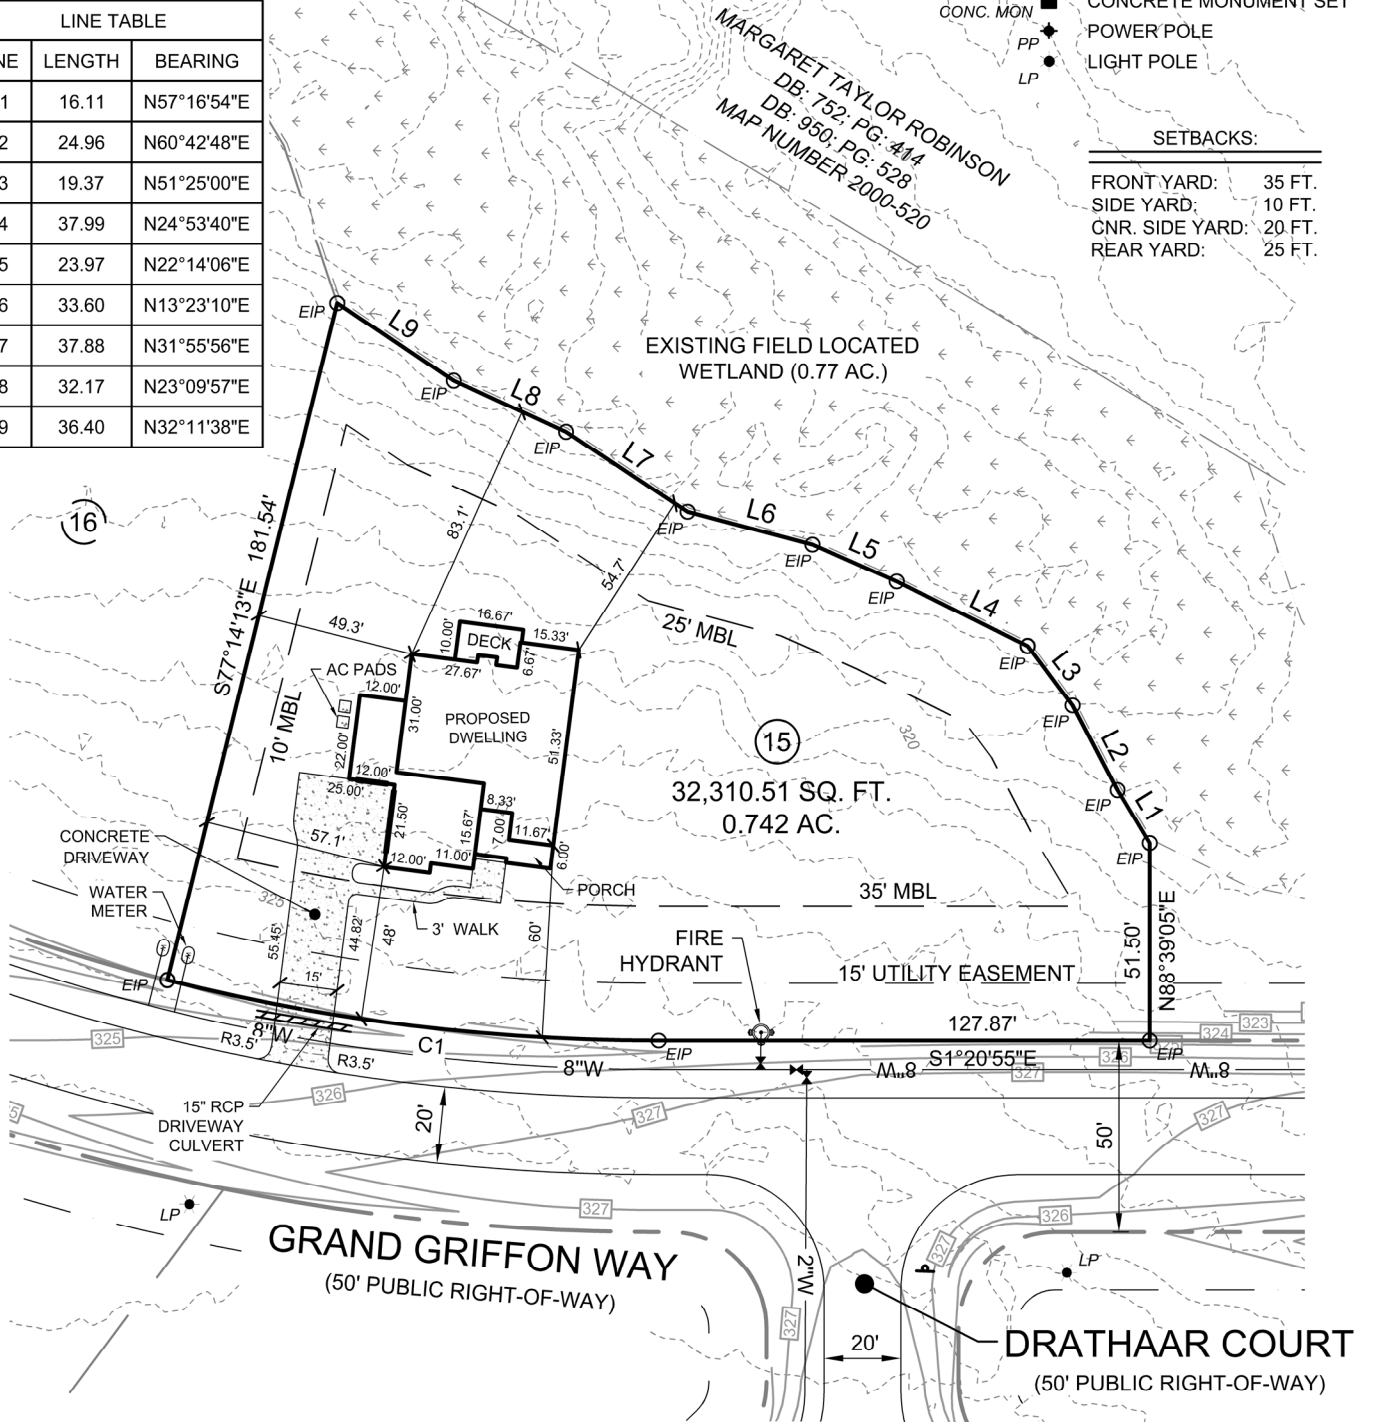 LINE TABLE
NE LENGTH BEARING
1 16.11 N57°16'54"E
2 24.96 N60°42'48"E
3 19.37 N51°25'00"E
4 37.99 N24°53'40"E
5 23.97 N22°14'06"E
6 33.60 N13°23'10"E
7 37.88 N31°55'56"E
8 32.17 N23°09'57"E
9 36.40 N32°11'38"E
CONC. MON
CONCRETE MONUMENT SET
PP
POWER POLE
LP
LIGHT POLE
SETBACKS:
FRONT YARD: 35 FT.
SIDE YARD: 10 FT.
CNR. SIDE YARD: 20 FT.
REAR YARD: 25 FT.
MARGARET TAYLOR ROBINSON
DB: 752; PG: 414
DB: 950; PG: 528
MAP NUMBER 2000-520
EXISTING FIELD LOCATED
WETLAND (0.77 AC.)
EIP
L9
EIP
L8
EIP
L7
EIP
L6
EIP
L5
EIP
L4
EIP
L3
EIP
L2
EIP
L1
EIP
16
S77°14'13"E 181.54'
83.1'
54.7'
49.3'
25' MBL
10' MBL
AC PADS
16.67'
10.00'
DECK
15.33'
6.67'
27.67'
12.00'
31.00'
PROPOSED
DWELLING
51.33'
22.00'
12.00'
25.00'
21.50'
8.33'
15.67'
7.00'
11.67'
6.00'
12.00'
11.00'
57.1'
15
32,310.51 SQ. FT.
0.742 AC.
320
CONCRETE
DRIVEWAY
WATER
METER
325
PORCH
3' WALK
35' MBL
55.45'
44.82'
48'
60'
15'
FIRE
HYDRANT
15' UTILITY EASEMENT
51.50'
N88°39'05"E
127.87'
S1°20'55"E
EIP
EIP
EIP
C1
8"W
8"W
8"W
8"W
R3.5'
R3.5'
325
326
327
326
327
324
323
325
327
15" RCP
DRIVEWAY
CULVERT
20'
50'
LP
327
326
327
327
LP
GRAND GRIFFON WAY
(50' PUBLIC RIGHT-OF-WAY)
2"W
20'
DRATHAAR COURT
(50' PUBLIC RIGHT-OF-WAY)